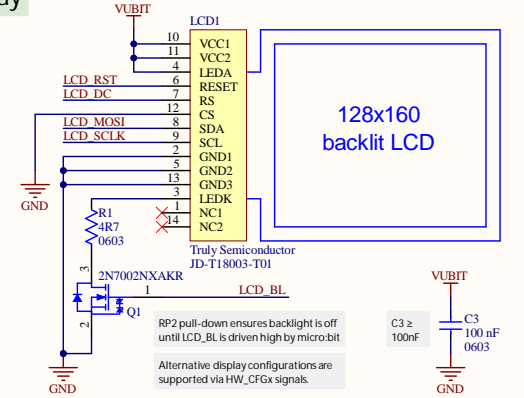 VUBIT
LCD1
10 VCC1
11 VCC2
4 LEDA
LCD_RST 6 RESET
LCD_DC 7 RS
12 CS
LCD_MOSI 8 SDA
LCD_SCLK 9 SCL
2 GND1
5 GND2
13 GND3
3 LEDK
1 NC1
14 NC2
128x160
backlit LCD
GND
R1
4R7
0603
Truly Semiconductor
JD-T18003-T01
3
2N7002NXAKR
1 LCD_BL
Q1
2
GND
RP2 pull-down ensures backlight is off
until LCD_BL is driven high by micro:bit
Alternative display configurations are
supported via HW_CFGx signals.
C3 ≥
100nF
VUBIT
C3
100 nF
0603
GND